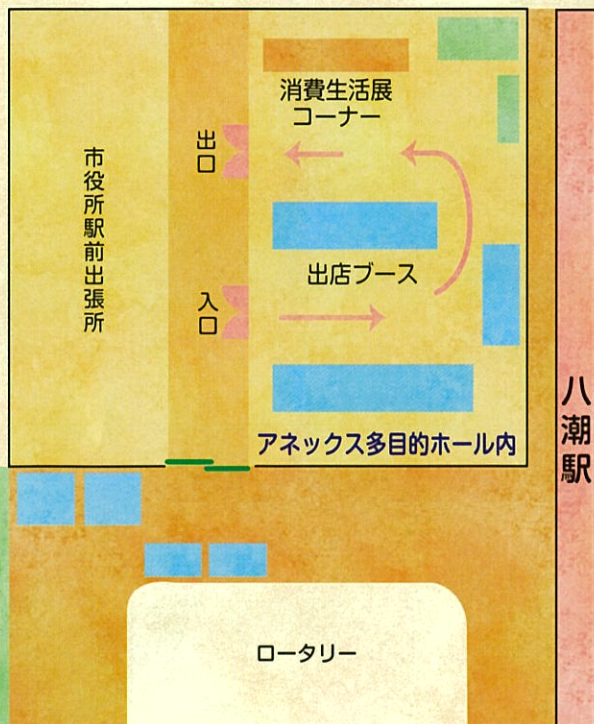 消費生活展
コーナー
出口
市役所駅前出張所
出店ブース
入口
アネックス多目的ホール内
八潮駅
ロータリー